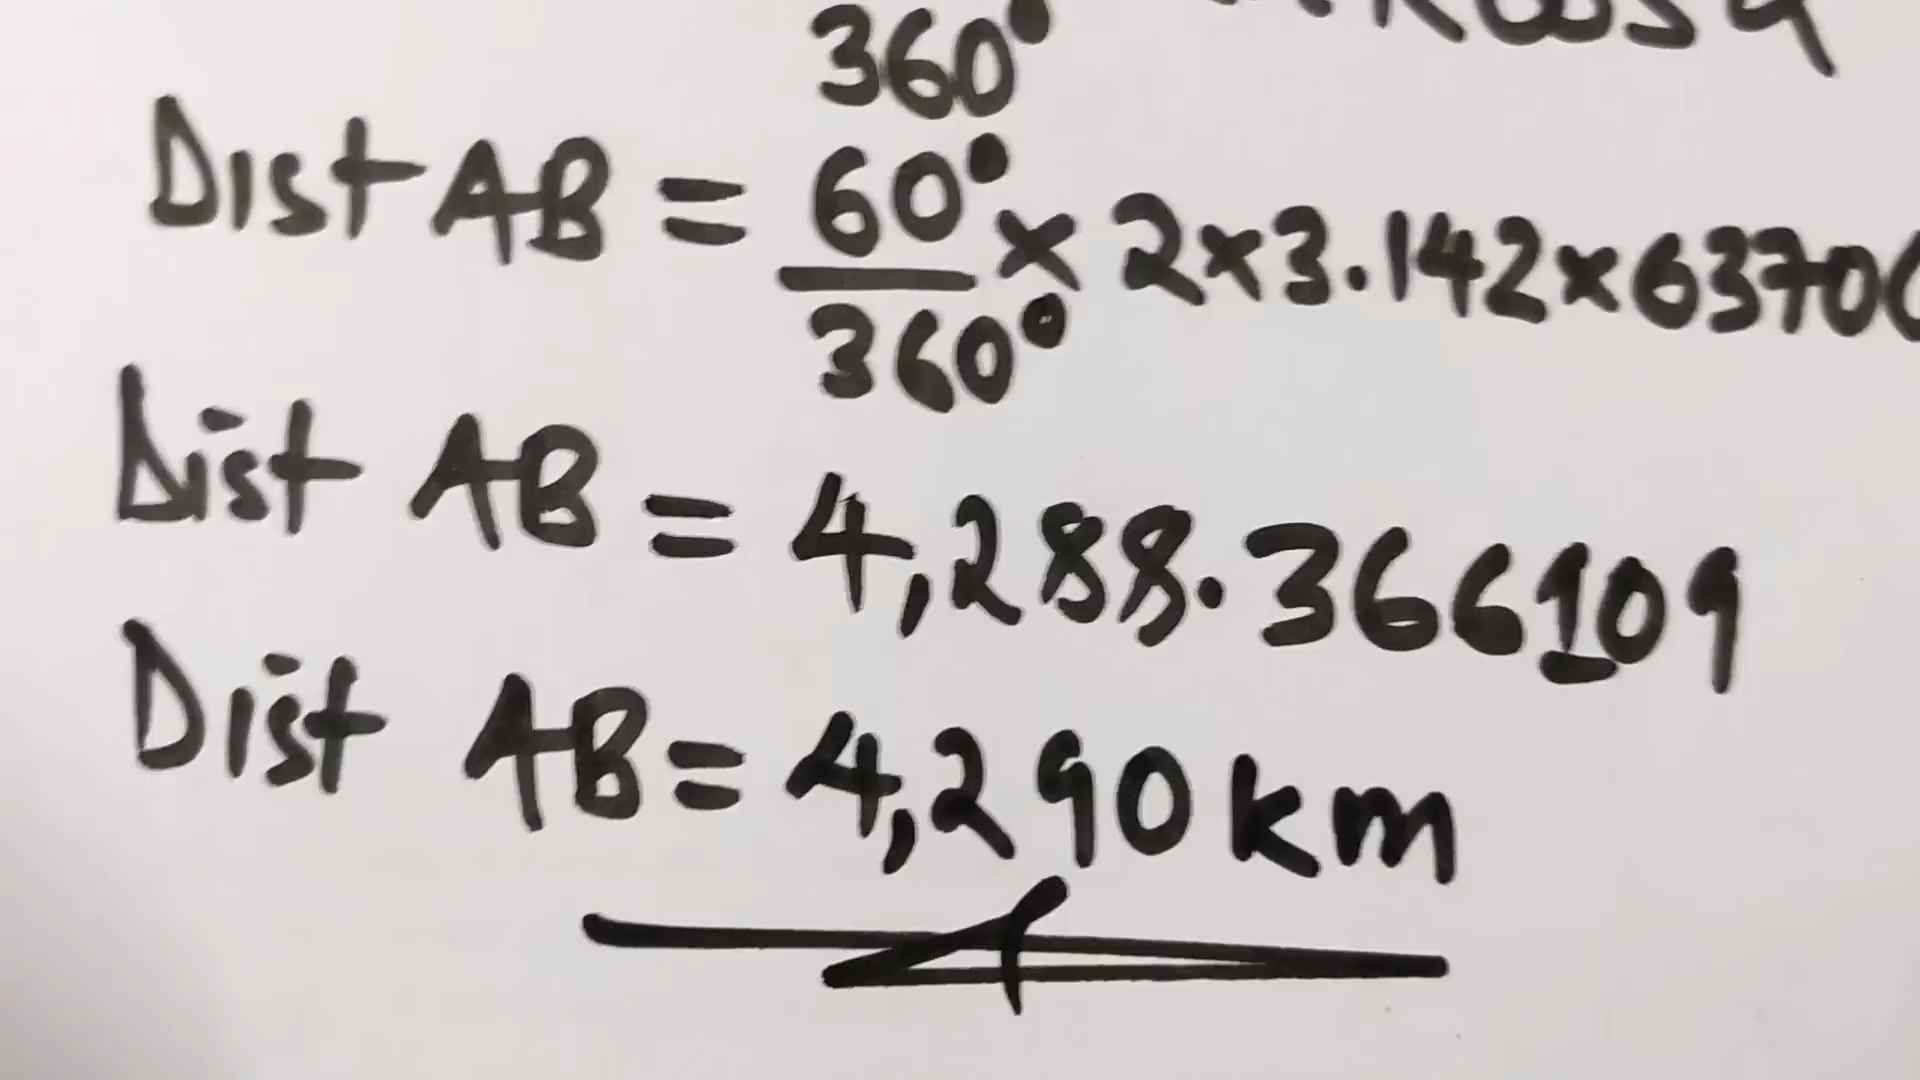 360°
Dist AB = 60°/360° × 2×3.142×6370
Dist AB = 4,288.366109
Dist AB = 4,290 km